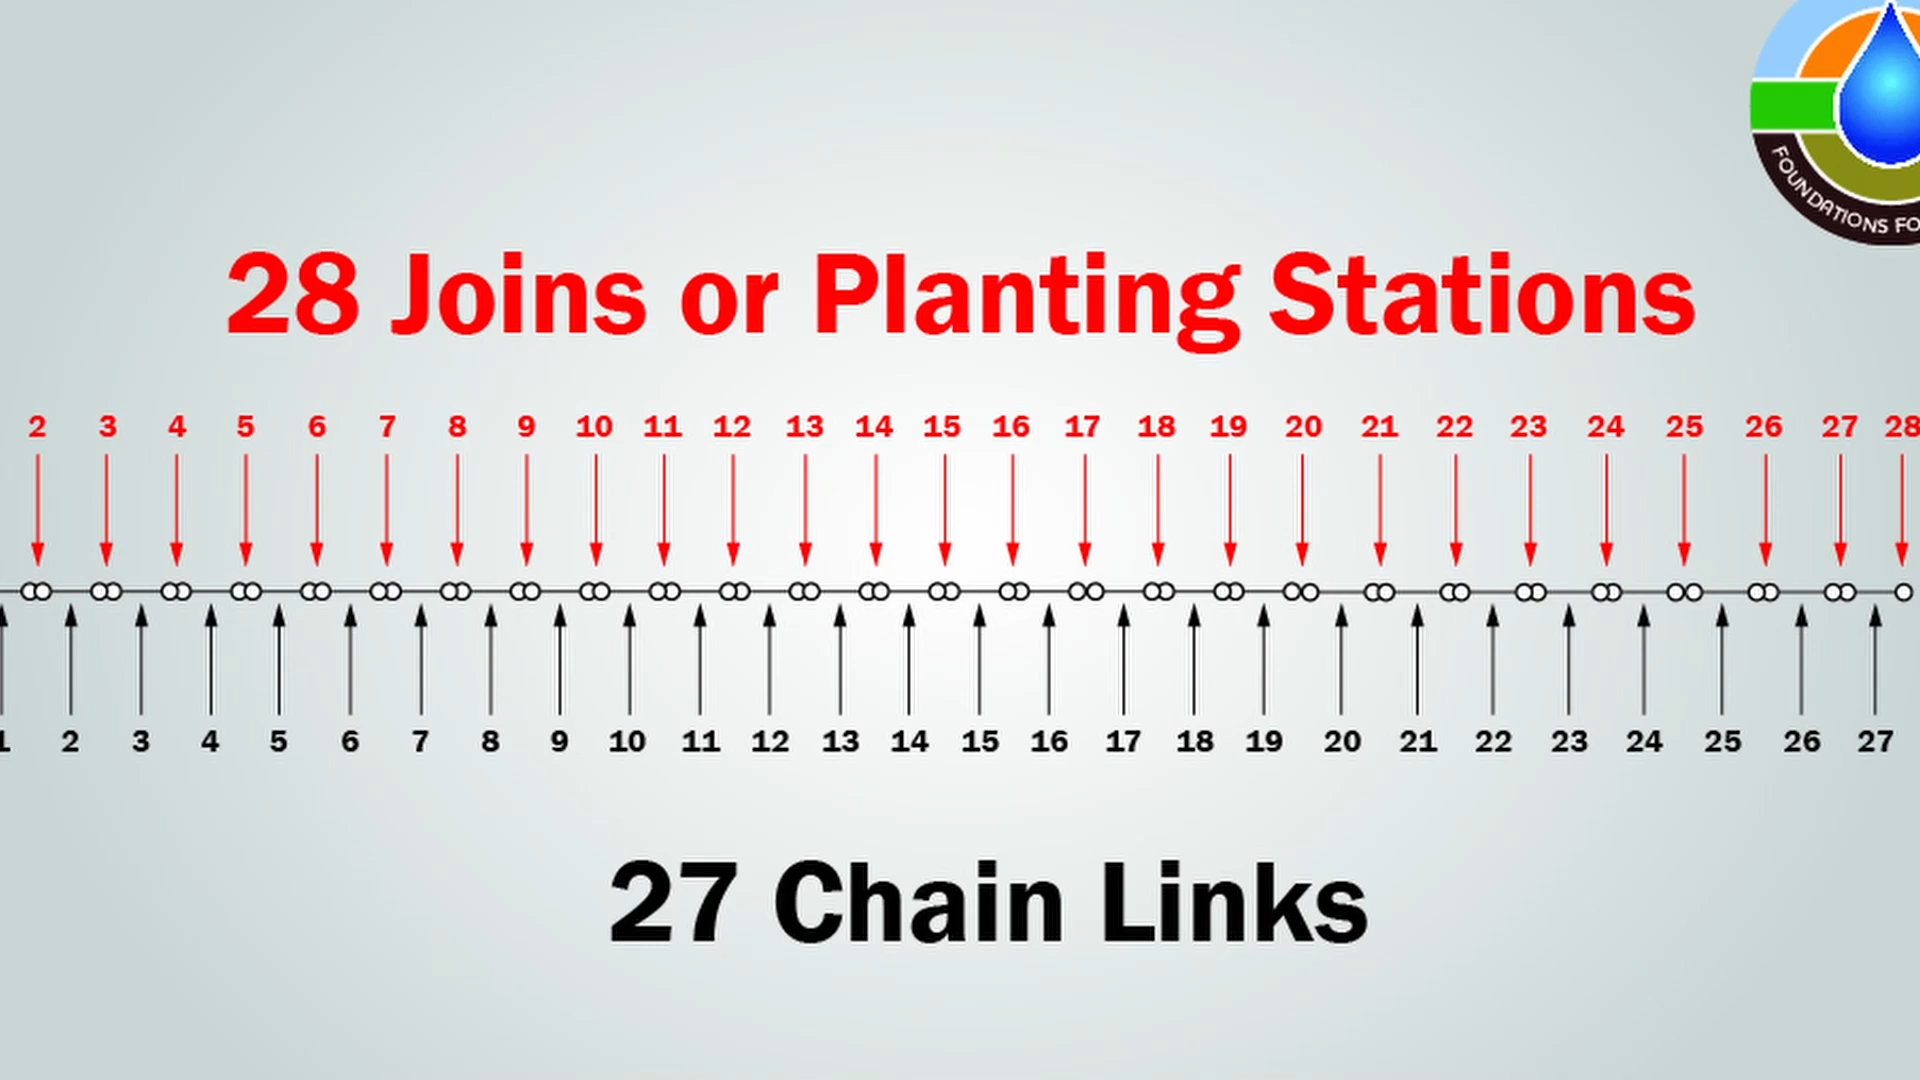 FOUNDATIONS FO
28 Joins or Planting Stations
2 3 4 5 6 7 8 9 10 11 12 13 14 15 16 17 18 19 20 21 22 23 24 25 26 27 28
1 2 3 4 5 6 7 8 9 10 11 12 13 14 15 16 17 18 19 20 21 22 23 24 25 26 27
27 Chain Links